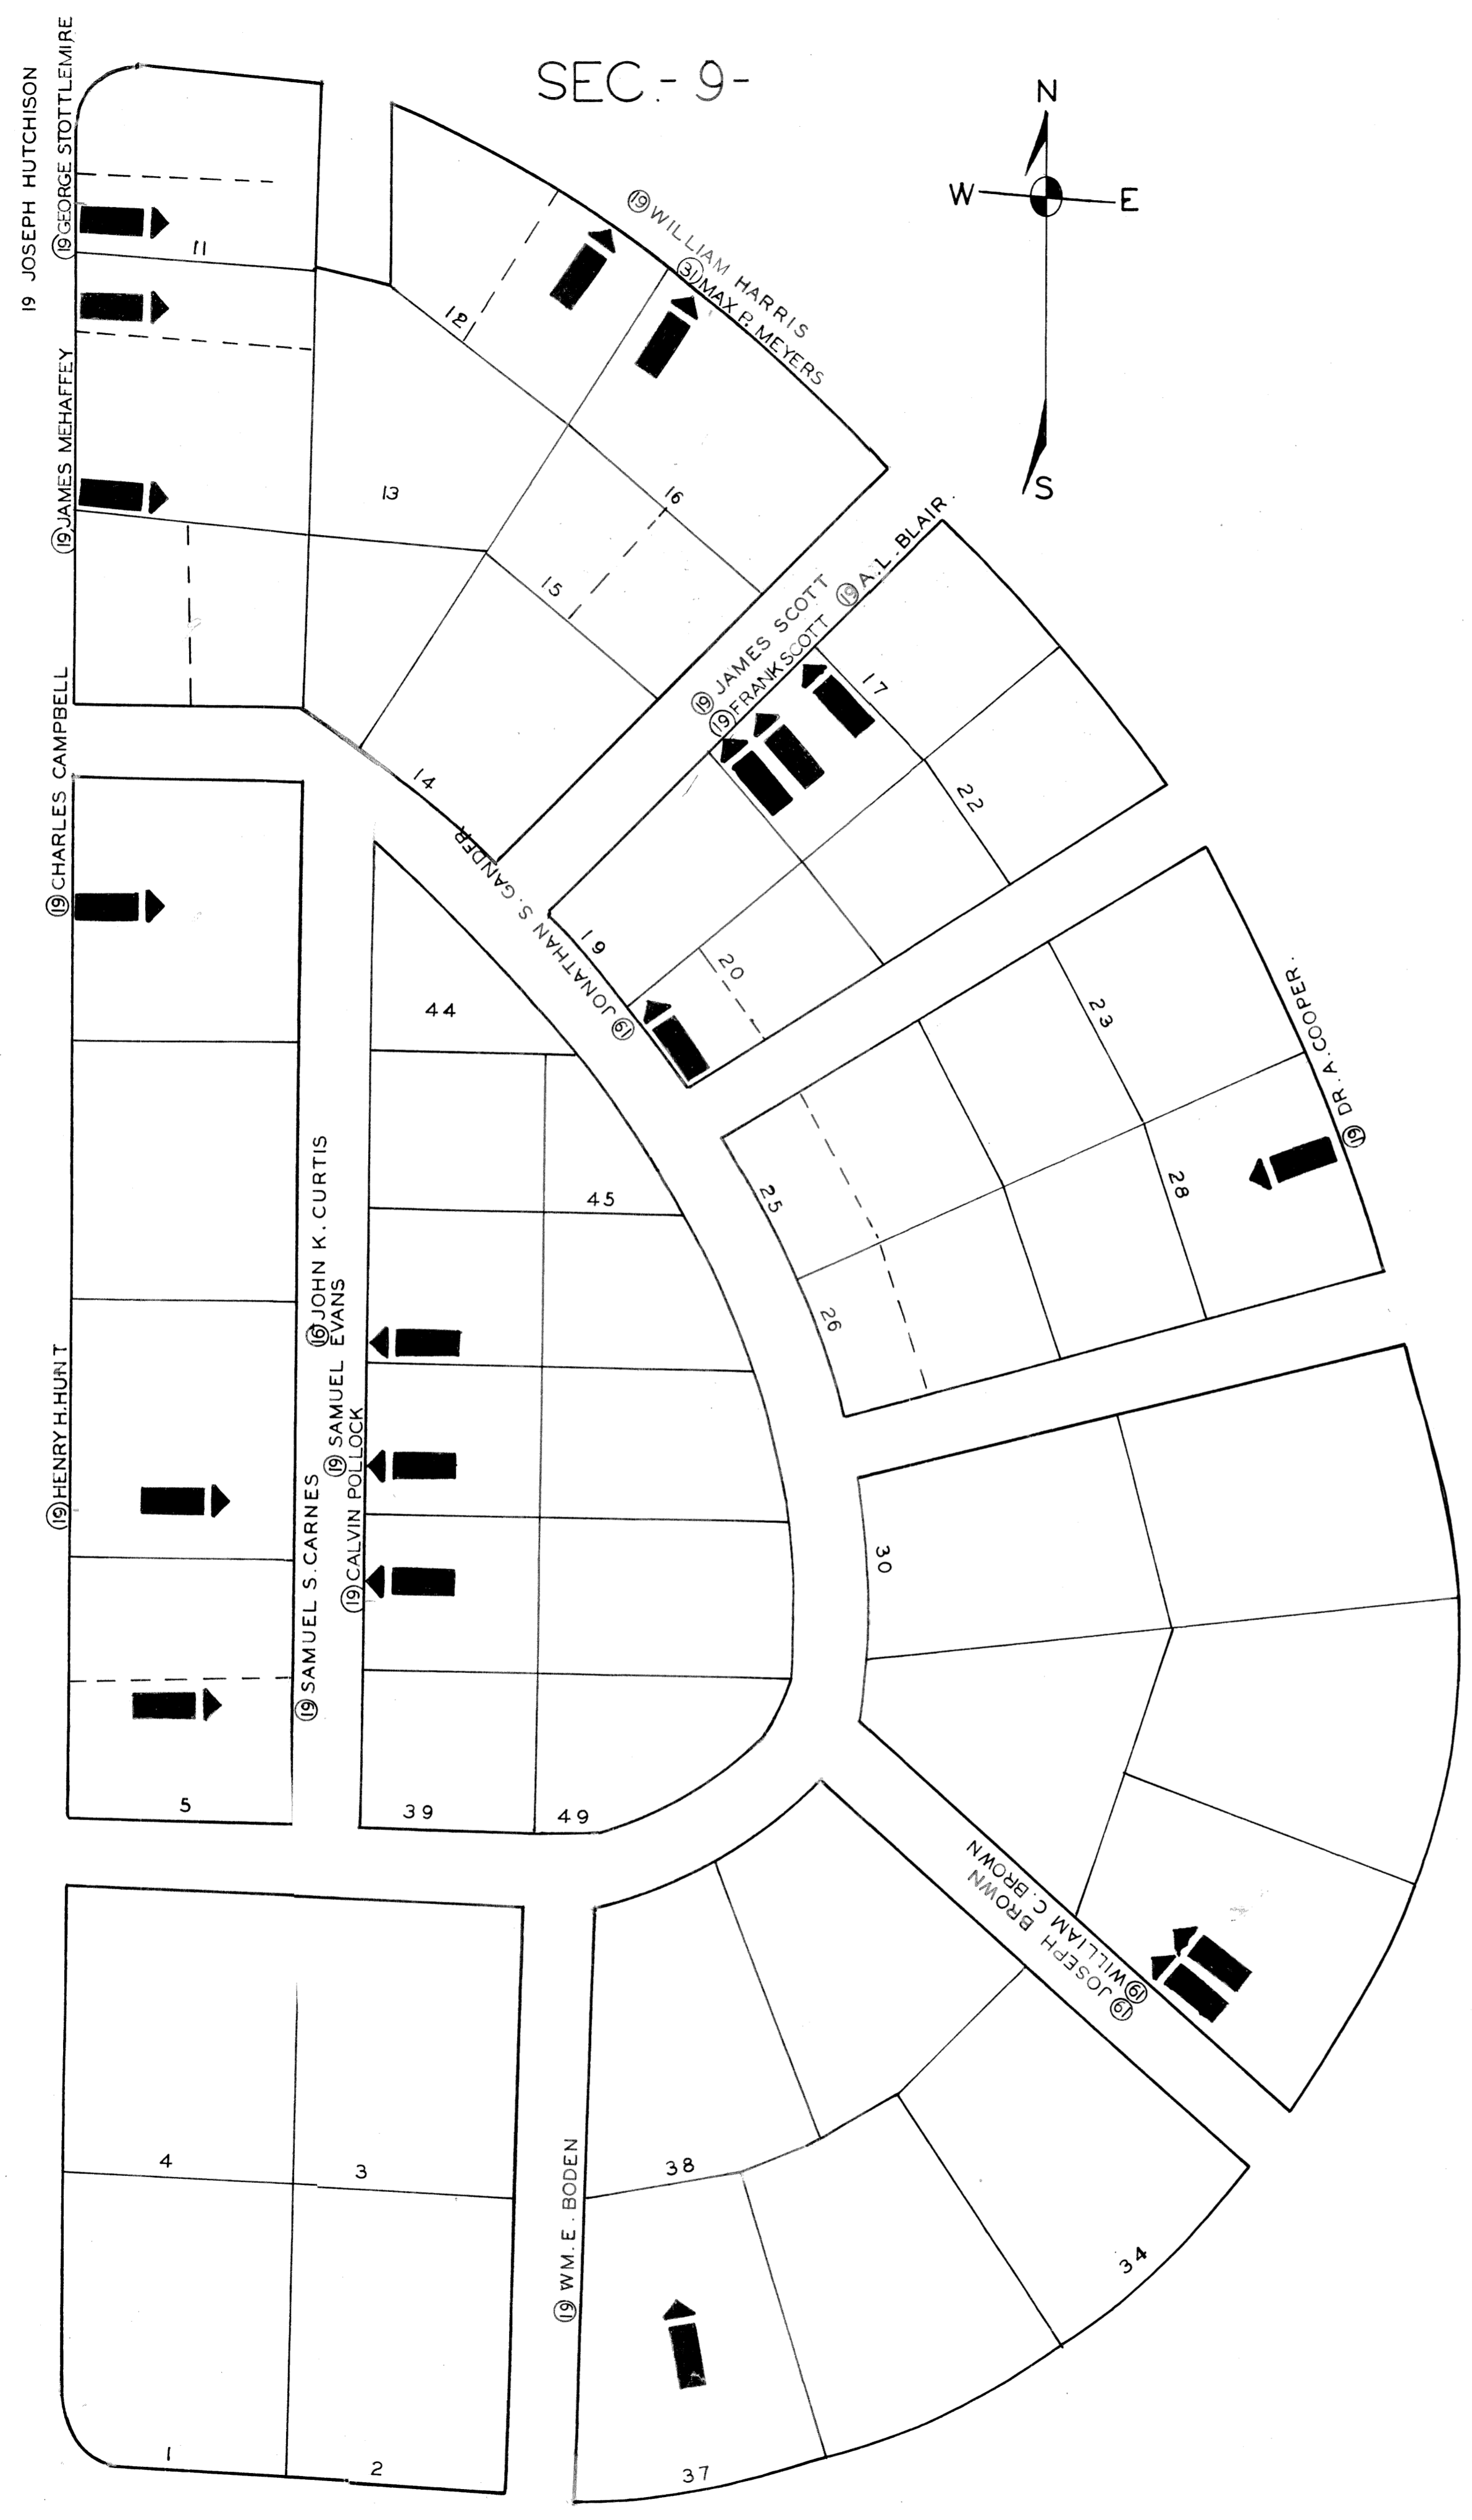 SEC.-9-
N
W E
S
19 JOSEPH HUTCHISON
19 GEORGE STOTTLEMIRE
11
19 JAMES MEHAFFEY
12
19 WILLIAM HARRIS
31 MAX P. MEYERS
13
16
15
14
19 JAMES SCOTT
19 FRANK SCOTT
19 A.L. BLAIR.
17
22
19
20
19 JONATHAN S. GANDER
19 CHARLES CAMPBELL
44
45
23
19 DR. A. COOPER.
25
28
26
16 JOHN K. CURTIS
19 SAMUEL EVANS
19 CALVIN POLLOCK
19 HENRY H. HUNT
19 SAMUEL S. CARNES
30
5
39
49
19 JOSEPH BROWN
19 WILLIAM C. BROWN
4
3
38
19 WM. E. BODEN
34
1
2
37